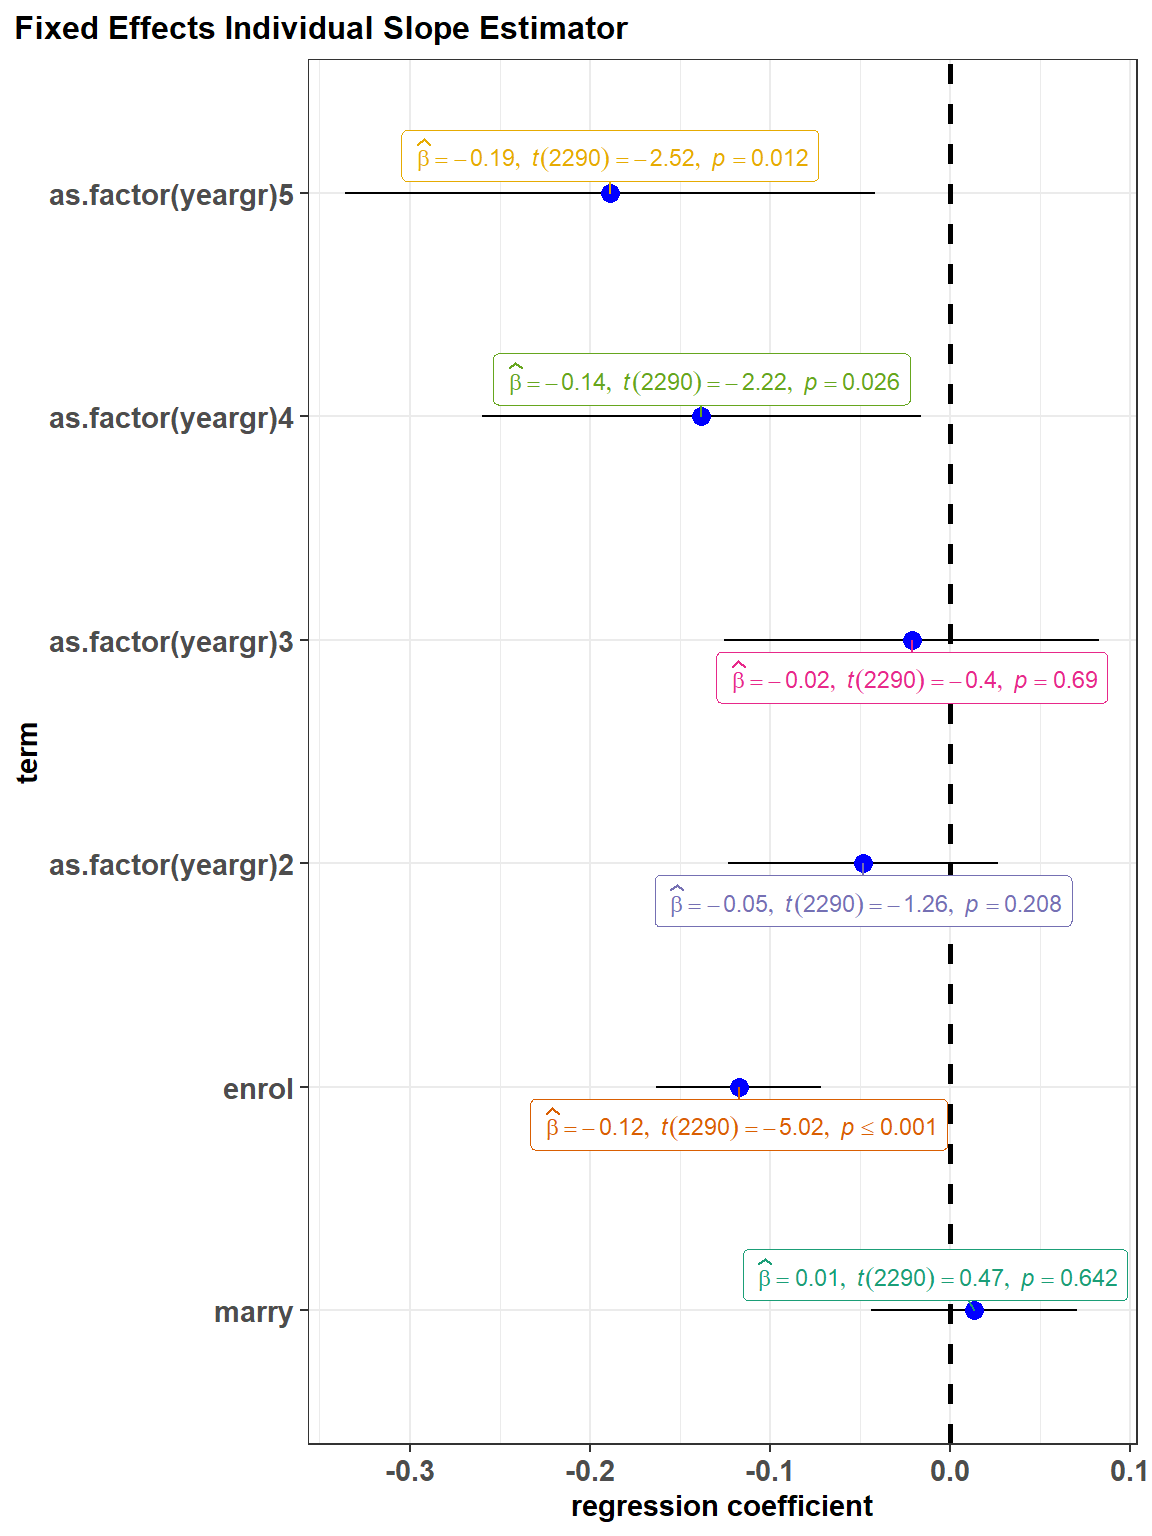 Fixed Effects Individual Slope Estimator
β̂ = −0.19, t(2290) = −2.52, p = 0.012
as.factor(yeargr)5
β̂ = −0.14, t(2290) = −2.22, p = 0.026
as.factor(yeargr)4
as.factor(yeargr)3
β̂ = −0.02, t(2290) = −0.4, p = 0.69
term
as.factor(yeargr)2
β̂ = −0.05, t(2290) = −1.26, p = 0.208
enrol
β̂ = −0.12, t(2290) = −5.02, p ≤ 0.001
β̂ = 0.01, t(2290) = 0.47, p = 0.642
marry
-0.3 -0.2 -0.1 0.0 0.1
regression coefficient